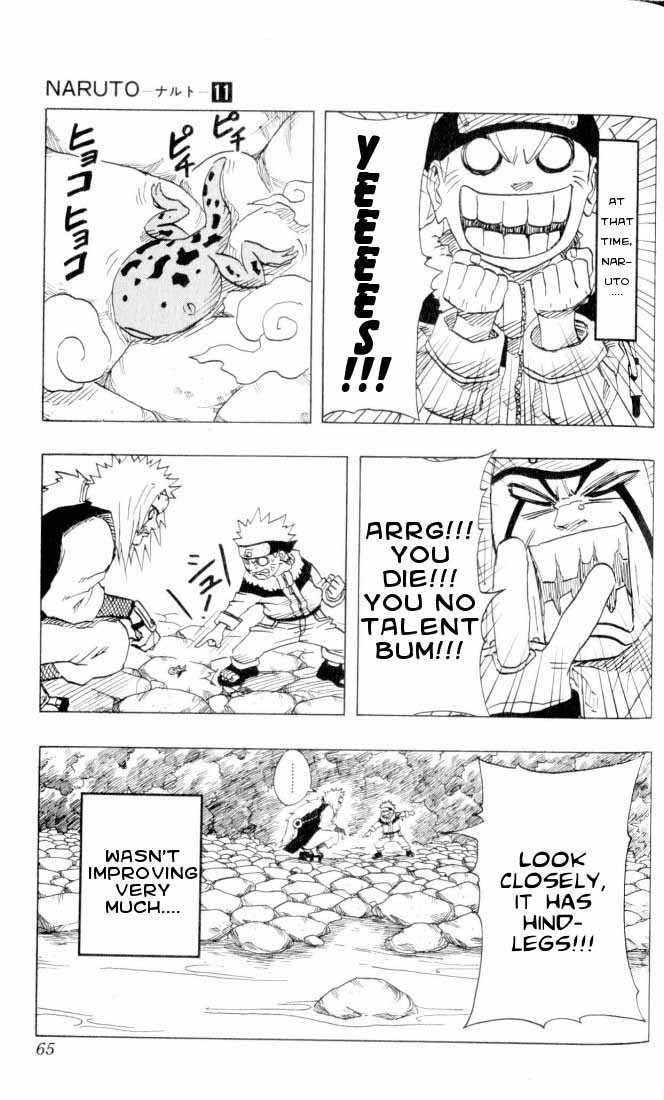 NARUTO—ナルト—11
AT
THAT
TIME,
NAR-
UTO
....
YEEEEES!!!
ピチ
ピチ
ヒョコ
ヒョコ
ARRG!!!
YOU
DIE!!!
YOU NO
TALENT
BUM!!!
シュー
LOOK
CLOSELY,
IT HAS
HIND-
LEGS!!!
........
WASN'T
IMPROVING
VERY
MUCH....
65